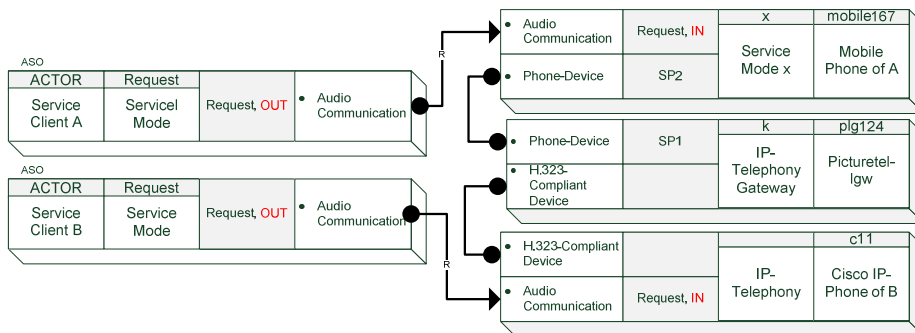 ASO
ACTOR
Request
Service
Client A
Servicel
Mode
Request, OUT
• Audio
Communication
R
ASO
ACTOR
Request
Service
Client B
Service
Mode
Request, OUT
• Audio
Communication
R
• Audio
Communication
Request, IN
x
mobile167
• Phone-Device
SP2
Service
Mode x
Mobile
Phone of A
• Phone-Device
SP1
k
plg124
• H.323-
Compliant
Device
IP-
Telephony
Gateway
Picturetel-
Igw
• H.323-Compliant
Device
c11
• Audio
Communication
Request, IN
IP-
Telephony
Cisco IP-
Phone of B